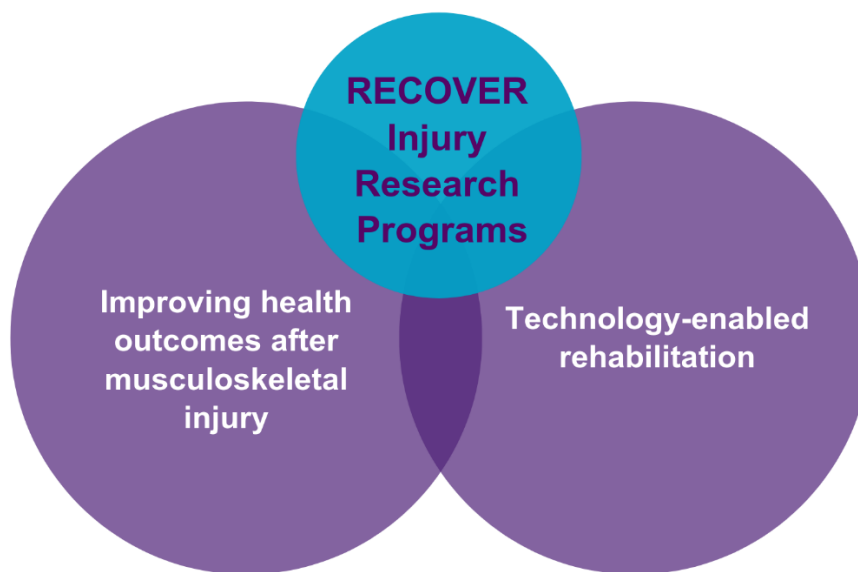 RECOVER
Injury
Research
Programs
Improving health
outcomes after
musculoskeletal
injury
Technology-enabled
rehabilitation